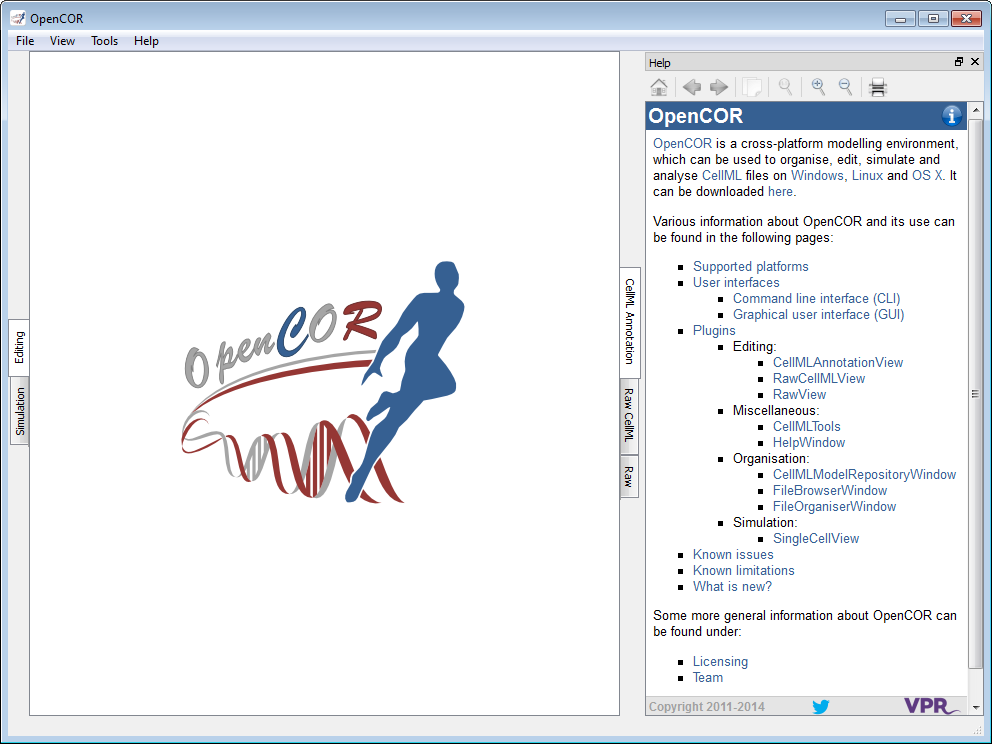 OpenCOR
File View Tools Help
Editing
Simulation
OpenCOR
CellML Annotation
Raw CellML
Raw
Help
OpenCOR
OpenCOR is a cross-platform modelling environment,
which can be used to organise, edit, simulate and
analyse CellML files on Windows, Linux and OS X. It
can be downloaded here.
Various information about OpenCOR and its use can
be found in the following pages:
Supported platforms
User interfaces
Command line interface (CLI)
Graphical user interface (GUI)
Plugins
Editing:
CellMLAnnotationView
RawCellMLView
RawView
Miscellaneous:
CellMLTools
HelpWindow
Organisation:
CellMLModelRepositoryWindow
FileBrowserWindow
FileOrganiserWindow
Simulation:
SingleCellView
Known issues
Known limitations
What is new?
Some more general information about OpenCOR can
be found under:
Licensing
Team
Copyright 2011-2014
VPR